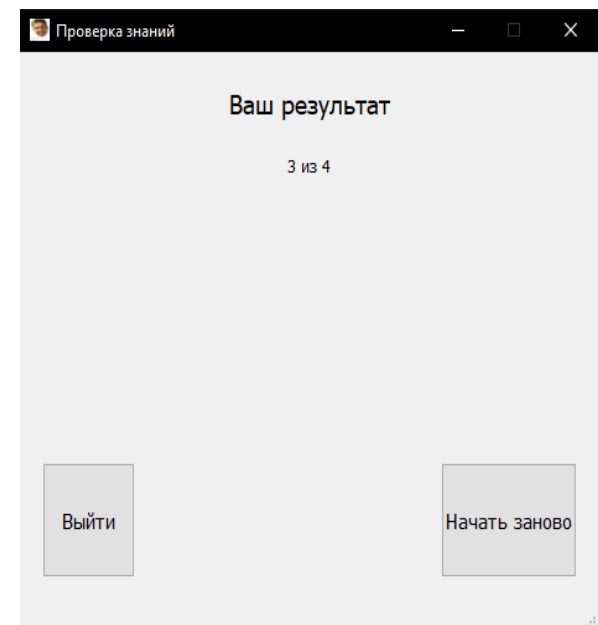 Проверка знаний
Ваш результат
3 из 4
Выйти
Начать заново